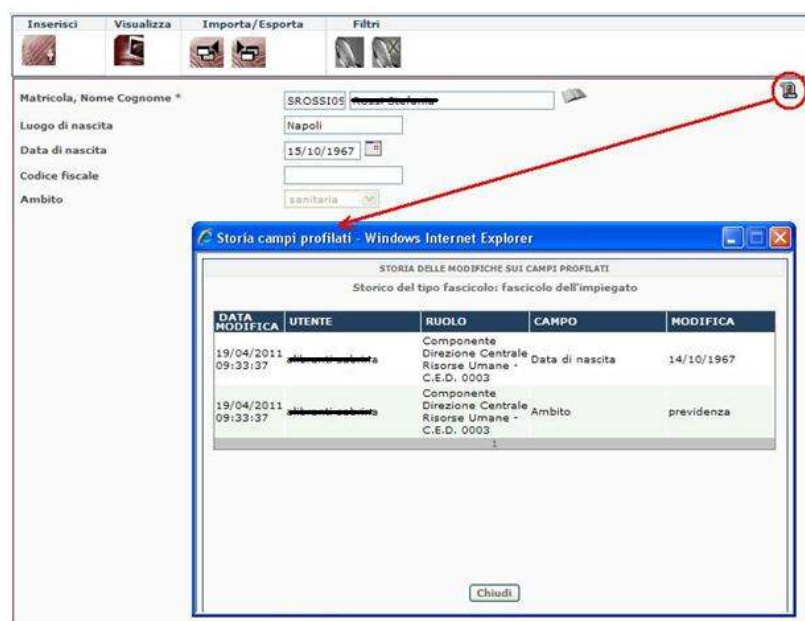 Inserisci Visualizza Importa/Esporta Filtri
Matricola, Nome Cognome * SROSSI09
Luogo di nascita Napoli
Data di nascita 15/10/1967
Codice fiscale
Ambito sanitaria
Storia campi profilati - Windows Internet Explorer
STORIA DELLE MODIFICHE SUI CAMPI PROFILATI
Storico del tipo fascicolo: fascicolo dell'impiegato
DATA MODIFICA UTENTE RUOLO CAMPO MODIFICA
19/04/2011 09:33:37 Componente Direzione Centrale Risorse Umane - C.E.D. 0003 Data di nascita 14/10/1967
19/04/2011 09:33:37 Componente Direzione Centrale Risorse Umane - C.E.D. 0003 Ambito previdenza
1
Chiudi